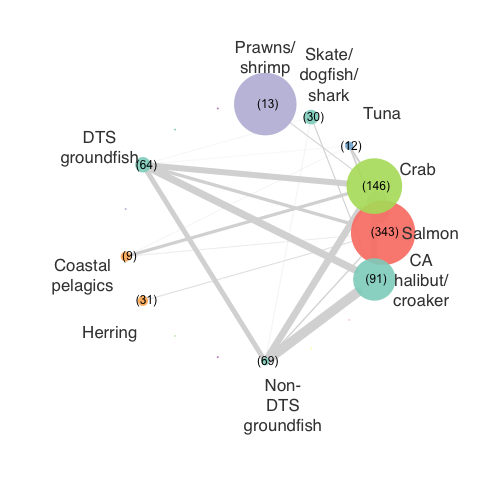 Prawns/
shrimp
(13)
Skate/
dogfish/
shark
(30)
Tuna
(12)
Crab
(146)
Salmon
(343)
CA
halibut/
croaker
(91)
Non-
DTS
groundfish
(69)
Herring
(31)
Coastal
pelagics
(9)
DTS
groundfish
(64)